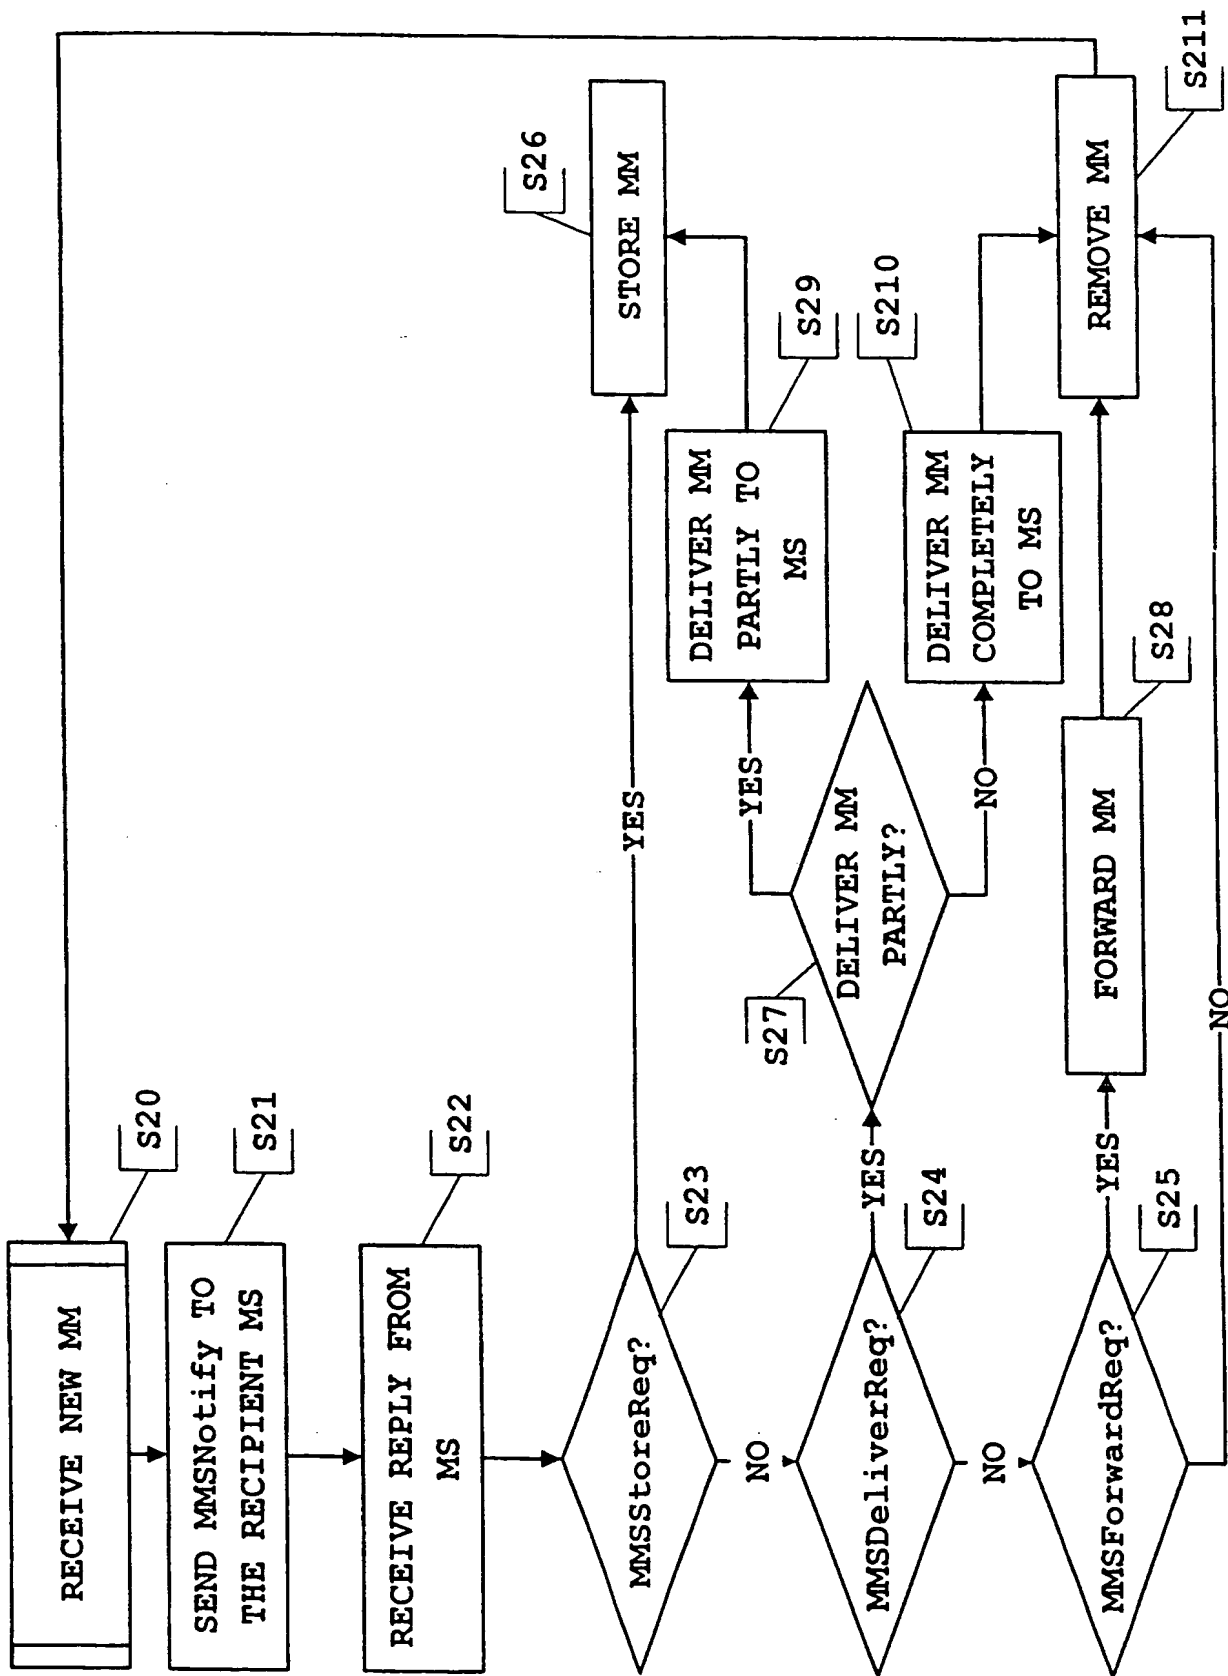 RECEIVE NEW MM
S20
SEND MMSNotify TO
THE RECIPIENT MS
S21
RECEIVE REPLY FROM
MS
S22
MMSStoreReq?
S23
YES
STORE MM
S26
NO
MMSDeliverReq?
S24
YES
DELIVER MM
PARTLY?
S27
YES
DELIVER MM
PARTLY TO
MS
S29
NO
DELIVER MM
COMPLETELY
TO MS
S210
NO
MMSForwardReq?
S25
YES
FORWARD MM
S28
REMOVE MM
S211
NO